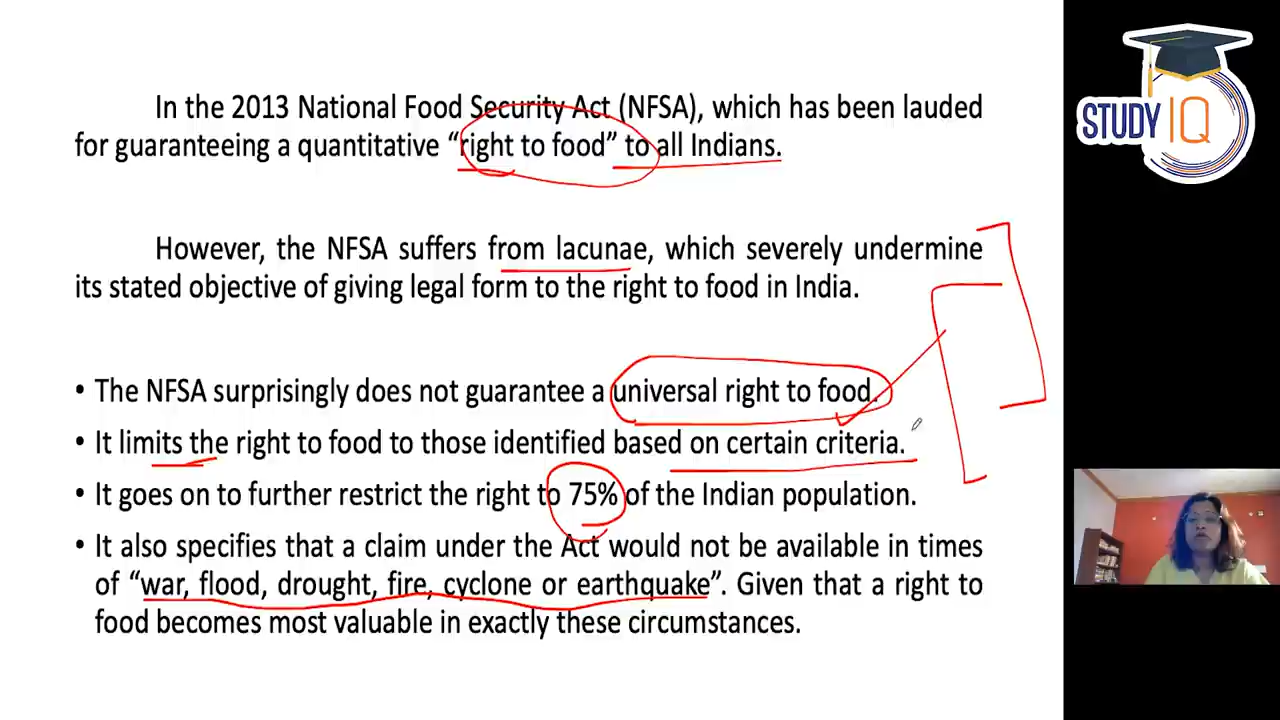 In the 2013 National Food Security Act (NFSA), which has been lauded
for guaranteeing a quantitative “right to food” to all Indians.
However, the NFSA suffers from lacunae, which severely undermine
its stated objective of giving legal form to the right to food in India.
• The NFSA surprisingly does not guarantee a universal right to food.
• It limits the right to food to those identified based on certain criteria.
• It goes on to further restrict the right to 75% of the Indian population.
• It also specifies that a claim under the Act would not be available in times
of “war, flood, drought, fire, cyclone or earthquake”. Given that a right to
food becomes most valuable in exactly these circumstances.
STUDY IQ